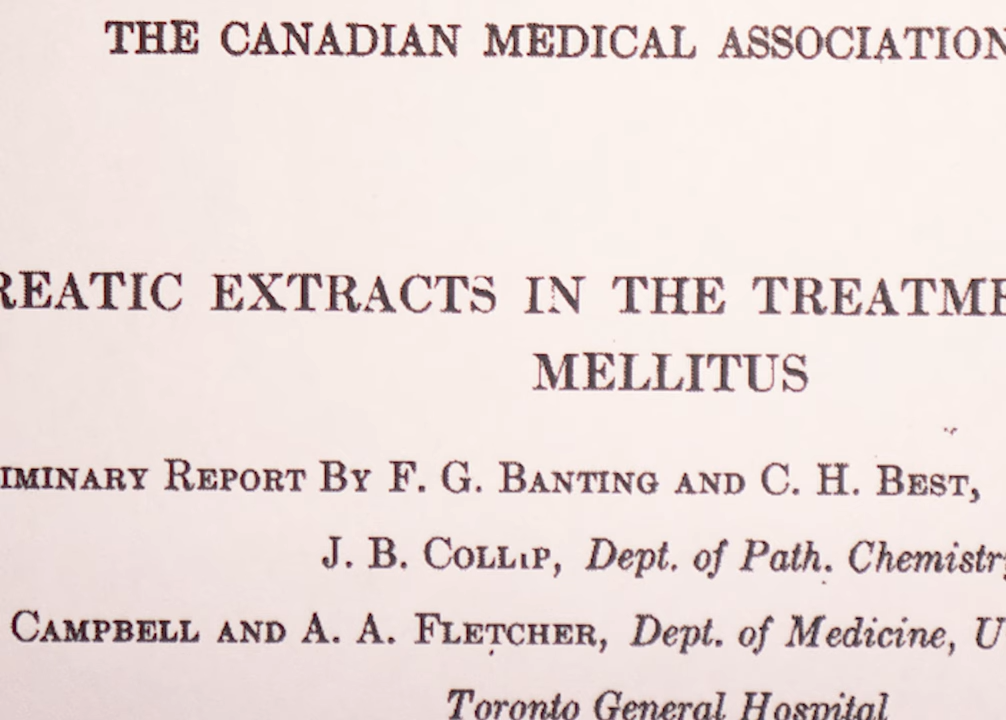 THE CANADIAN MEDICAL ASSOCIATION
REATIC EXTRACTS IN THE TREATME
MELLITUS
IMINARY REPORT BY F. G. BANTING AND C. H. BEST,
J. B. COLLIP, Dept. of Path. Chemistry
CAMPBELL AND A. A. FLETCHER, Dept. of Medicine, U
Toronto General Hospital